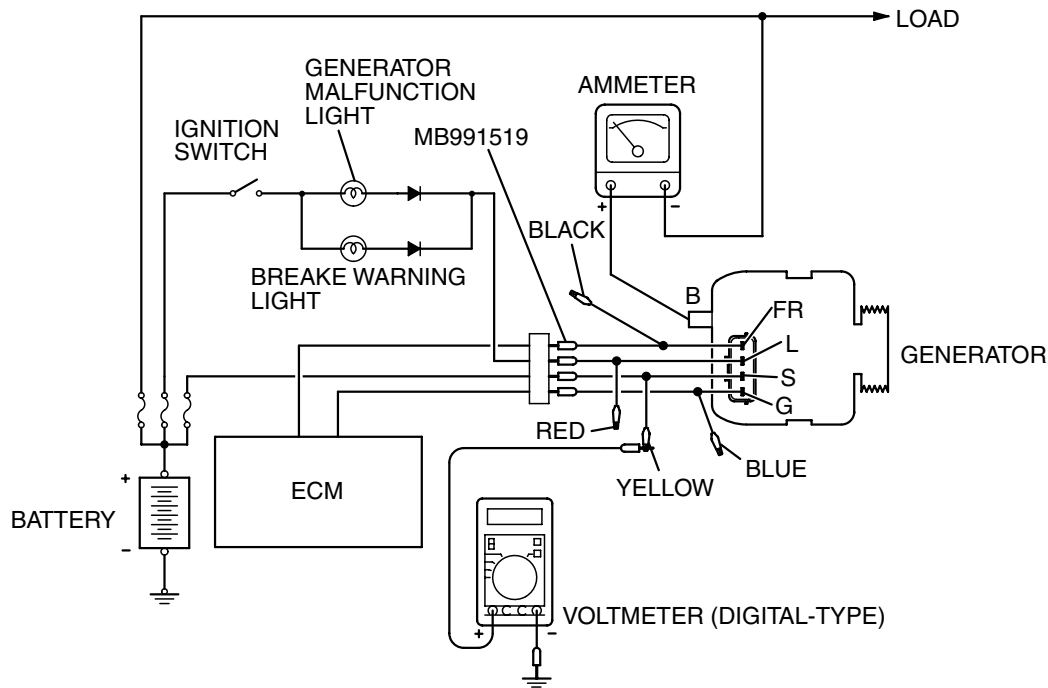 LOAD
GENERATOR
MALFUNCTION
LIGHT
AMMETER
IGNITION
SWITCH
MB991519
+
−
BLACK
BREAKE WARNING
LIGHT
B
FR
L
GENERATOR
S
G
RED
BLUE
YELLOW
+
ECM
BATTERY
−
VOLTMETER (DIGITAL-TYPE)
+
−